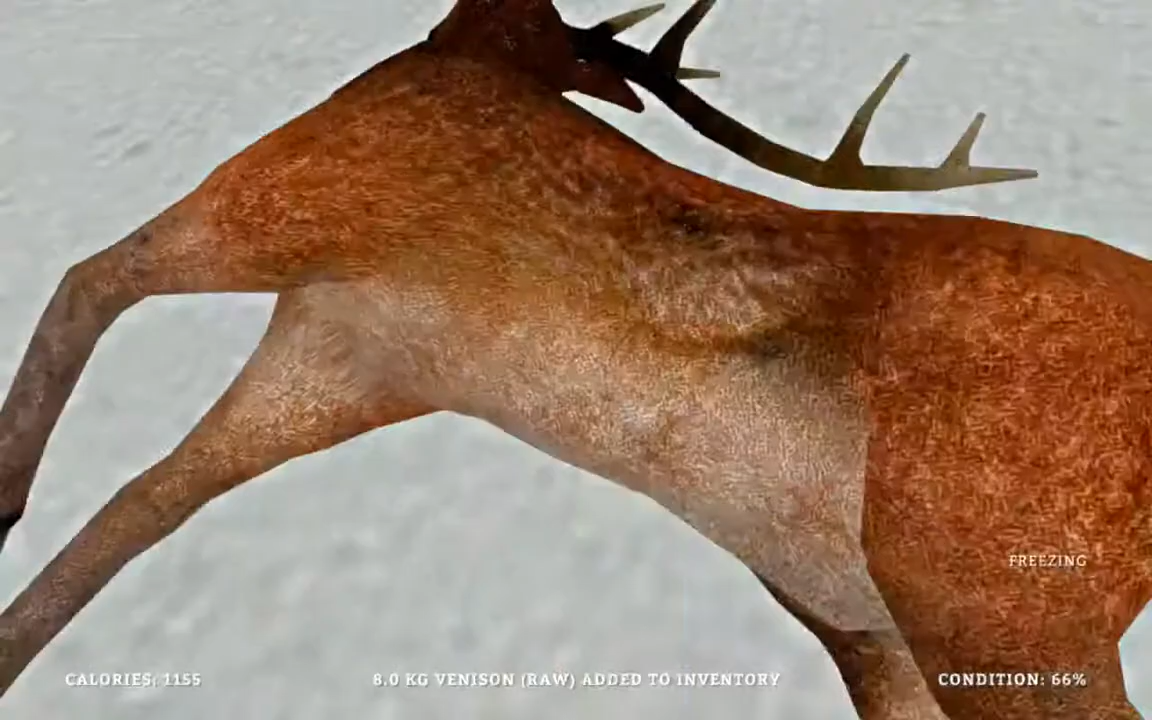 FREEZING
CALORIES: 1155
8.0 KG VENISON (RAW) ADDED TO INVENTORY
CONDITION: 66%